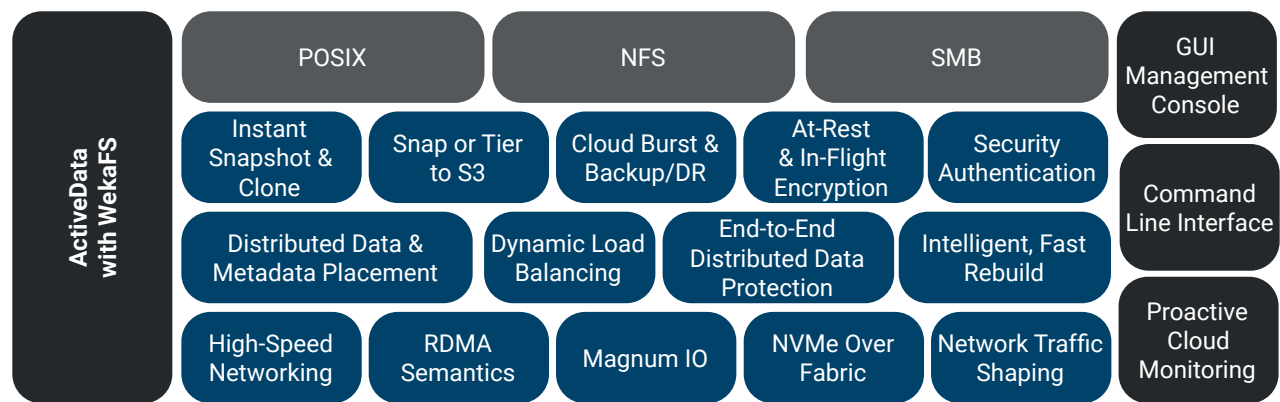 ActiveData
with WekaFS
POSIX
NFS
SMB
Instant
Snapshot &
Clone
Snap or Tier
to S3
Cloud Burst &
Backup/DR
At-Rest
& In-Flight
Encryption
Security
Authentication
Distributed Data &
Metadata Placement
Dynamic Load
Balancing
End-to-End
Distributed Data
Protection
Intelligent, Fast
Rebuild
High-Speed
Networking
RDMA
Semantics
Magnum IO
NVMe Over
Fabric
Network Traffic
Shaping
GUI
Management
Console
Command
Line Interface
Proactive
Cloud
Monitoring